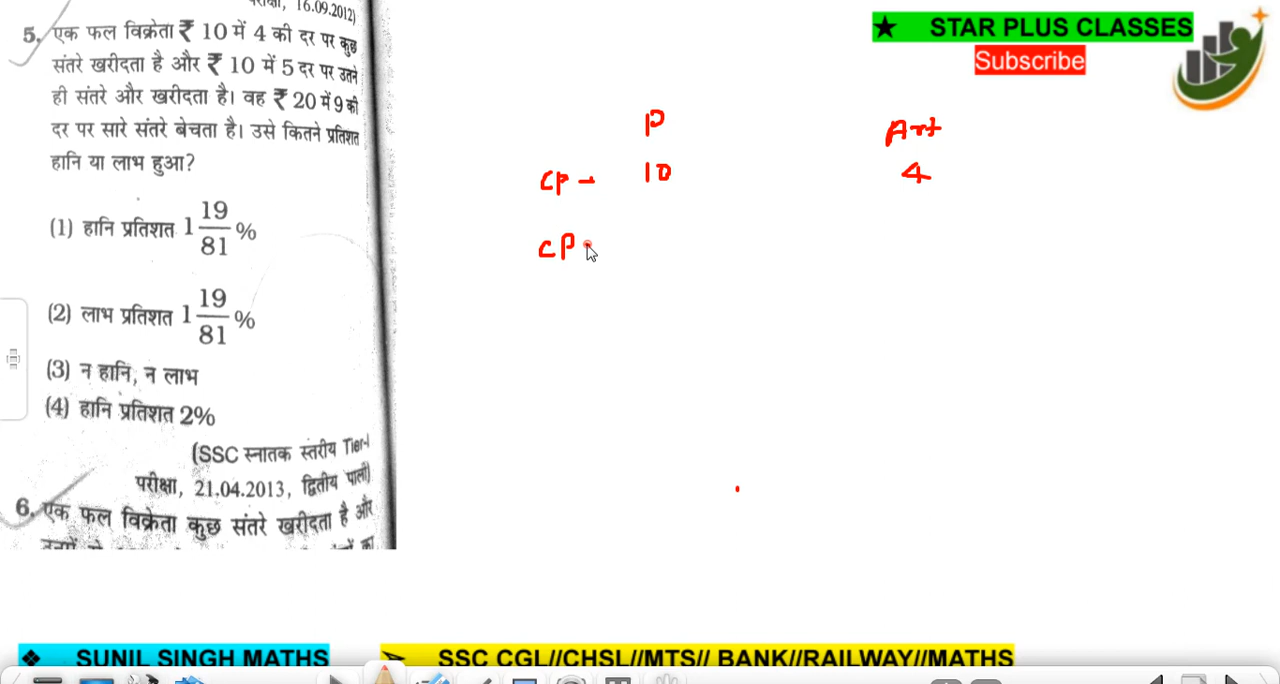 परीक्षा, 16.09.2012)
5. एक फल विक्रेता ₹ 10 में 4 की दर पर कुछ
संतरे खरीदता है और ₹ 10 में 5 दर पर उतने
ही संतरे और खरीदता है। वह ₹ 20 में 9 की
दर पर सारे संतरे बेचता है। उसे कितने प्रतिशत
हानि या लाभ हुआ?
(1) हानि प्रतिशत 1 19/81 %
(2) लाभ प्रतिशत 1 19/81 %
(3) न हानि, न लाभ
(4) हानि प्रतिशत 2%
(SSC स्नातक स्तरीय Tier-I
परीक्षा, 21.04.2013, द्वितीय पाली)
6. एक फल विक्रेता कुछ संतरे खरीदता है और
★ STAR PLUS CLASSES
Subscribe
P Art
CP - 10 4
CP
❖ SUNIL SINGH MATHS
➢ SSC CGL//CHSL//MTS// BANK//RAILWAY//MATHS